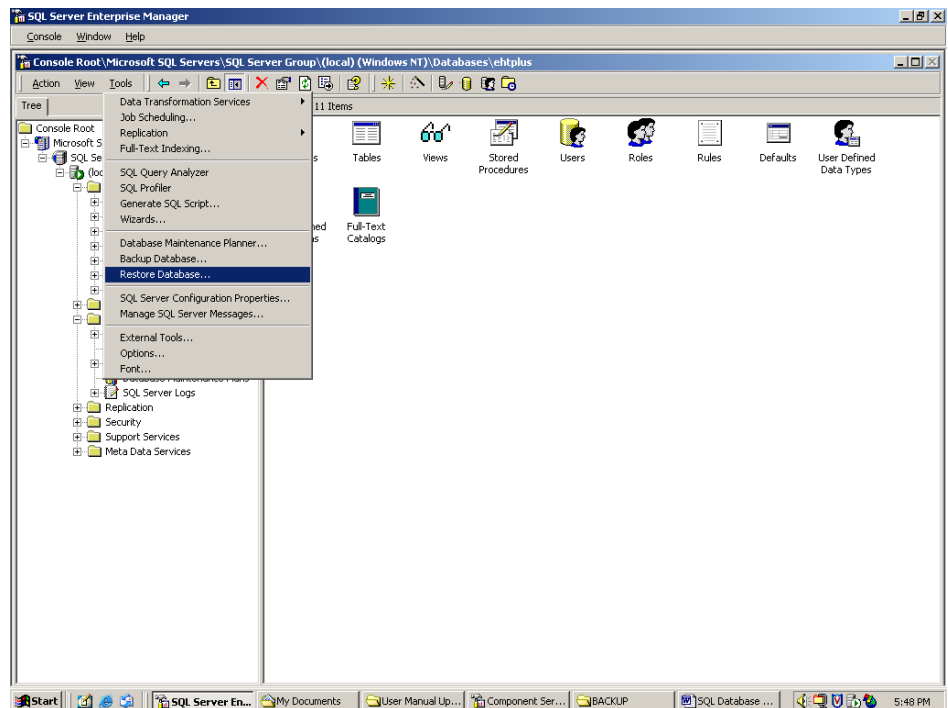 SQL Server Enterprise Manager
Console Window Help
Console Root\Microsoft SQL Servers\SQL Server Group\(local) (Windows NT)\Databases\ehtplus
Action View Tools
Tree
11 Items
Data Transformation Services
Job Scheduling...
Replication
Full-Text Indexing...
SQL Query Analyzer
SQL Profiler
Generate SQL Script...
Wizards...
Database Maintenance Planner...
Backup Database...
Restore Database...
SQL Server Configuration Properties...
Manage SQL Server Messages...
External Tools...
Options...
Font...
Console Root
Microsoft S
SQL Se
(loc
SQL Server Logs
Replication
Security
Support Services
Meta Data Services
s
Tables
Views
Stored
Procedures
Users
Roles
Rules
Defaults
User Defined
Data Types
ned
s
Full-Text
Catalogs
Start
SQL Server En...
My Documents
User Manual Up...
Component Ser...
BACKUP
SQL Database ...
5:48 PM